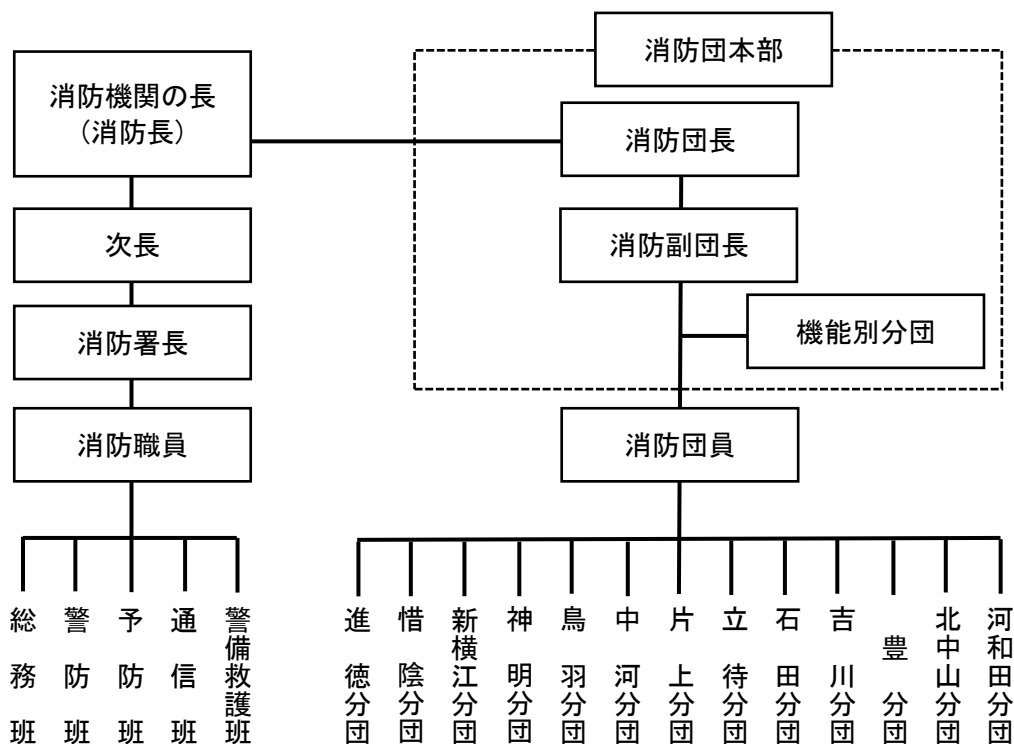 消防団本部
消防機関の長
（消防長）
消防団長
次長
消防副団長
消防署長
機能別分団
消防職員
消防団員
総務班
警防班
予防班
通信班
警備救護班
進徳分団
惜陰分団
新横江分団
神明分団
鳥羽分団
中河分団
片上分団
立待分団
石田分団
吉川分団
豊分団
北中山分団
河和田分団